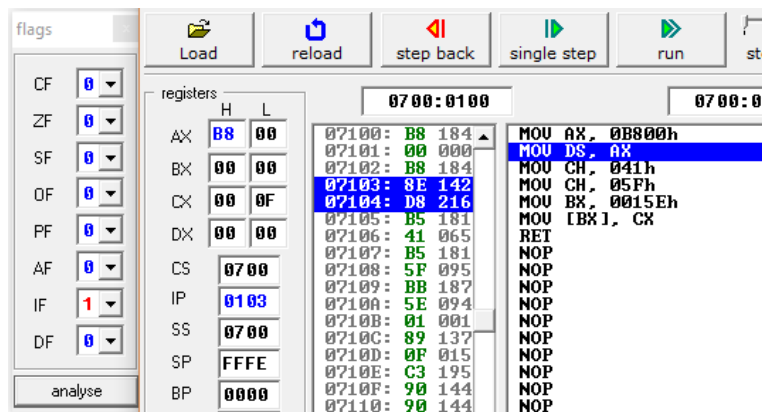 flags
CF 0
ZF 0
SF 0
OF 0
PF 0
AF 0
IF 1
DF 0
analyse
Load
reload
step back
single step
run
registers
H L
AX B8 00
BX 00 00
CX 00 0F
DX 00 00
CS 0700
IP 0103
SS 0700
SP FFFE
BP 0000
0700:0100
07100: B8 184
07101: 00 000
07102: B8 184
07103: 8E 142
07104: D8 216
07105: B5 181
07106: 41 065
07107: B5 181
07108: 5F 095
07109: BB 187
0710A: 5E 094
0710B: 01 001
0710C: 89 137
0710D: 0F 015
0710E: C3 195
0710F: 90 144
07110: 90 144
MOV AX, 0B800h
MOV DS, AX
MOV CH, 041h
MOV CH, 05Fh
MOV BX, 0015Eh
MOV [BX], CX
RET
NOP
NOP
NOP
NOP
NOP
NOP
NOP
NOP
NOP
NOP